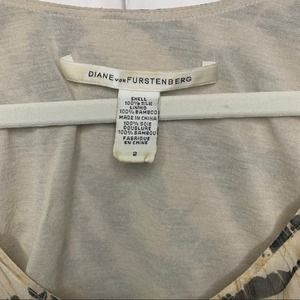 DIANE VON FURSTENBERG
SHELL
100% SILK
LINING
100% BAMBOO
MADE IN CHINA
100% SOIE
DOUBLURE
100% BAMBOU
FABRIQUE
EN CHINE
2